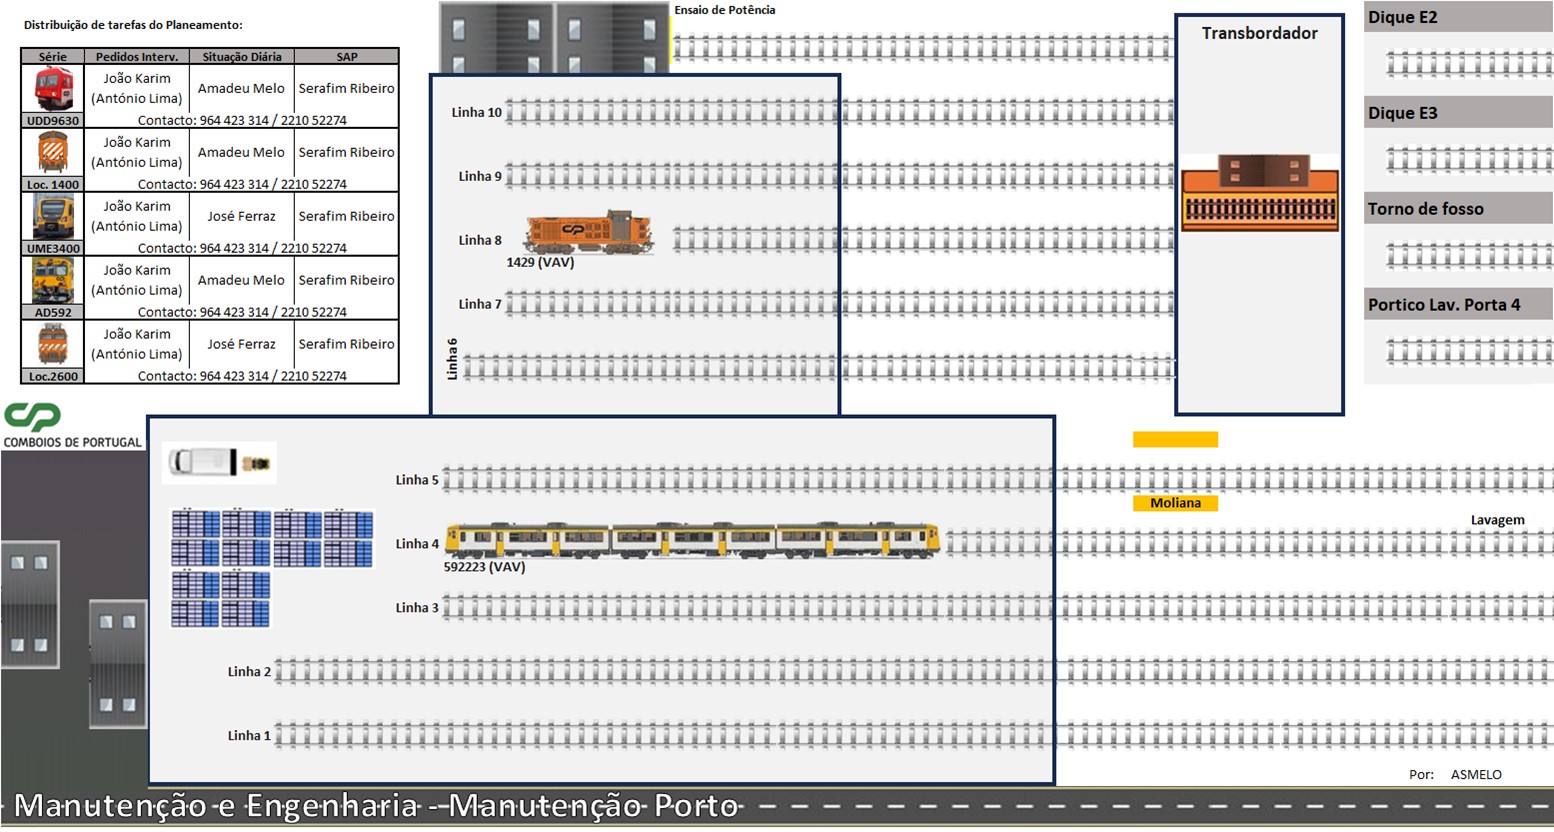 Distribuição de tarefas do Planeamento:
Série Pedidos Interv. Situação Diária SAP
João Karim
(António Lima) Amadeu Melo Serafim Ribeiro
UDD9630 Contacto: 964 423 314 / 2210 52274
João Karim
(António Lima) Amadeu Melo Serafim Ribeiro
Loc. 1400 Contacto: 964 423 314 / 2210 52274
João Karim
(António Lima) José Ferraz Serafim Ribeiro
UME3400 Contacto: 964 423 314 / 2210 52274
João Karim
(António Lima) Amadeu Melo Serafim Ribeiro
AD592 Contacto: 964 423 314 / 2210 52274
João Karim
(António Lima) José Ferraz Serafim Ribeiro
Loc.2600 Contacto: 964 423 314 / 2210 52274
CP
COMBOIOS DE PORTUGAL
Ensaio de Potência
Linha 10
Linha 9
Linha 8
CP
1429 (VAV)
Linha 7
Linha 6
Transbordador
Dique E2
Dique E3
Torno de fosso
Portico Lav. Porta 4
Linha 5
Moliana
Lavagem
Linha 4
592223 (VAV)
Linha 3
Linha 2
Linha 1
Por: ASMELO
Manutenção e Engenharia - Manutenção Porto